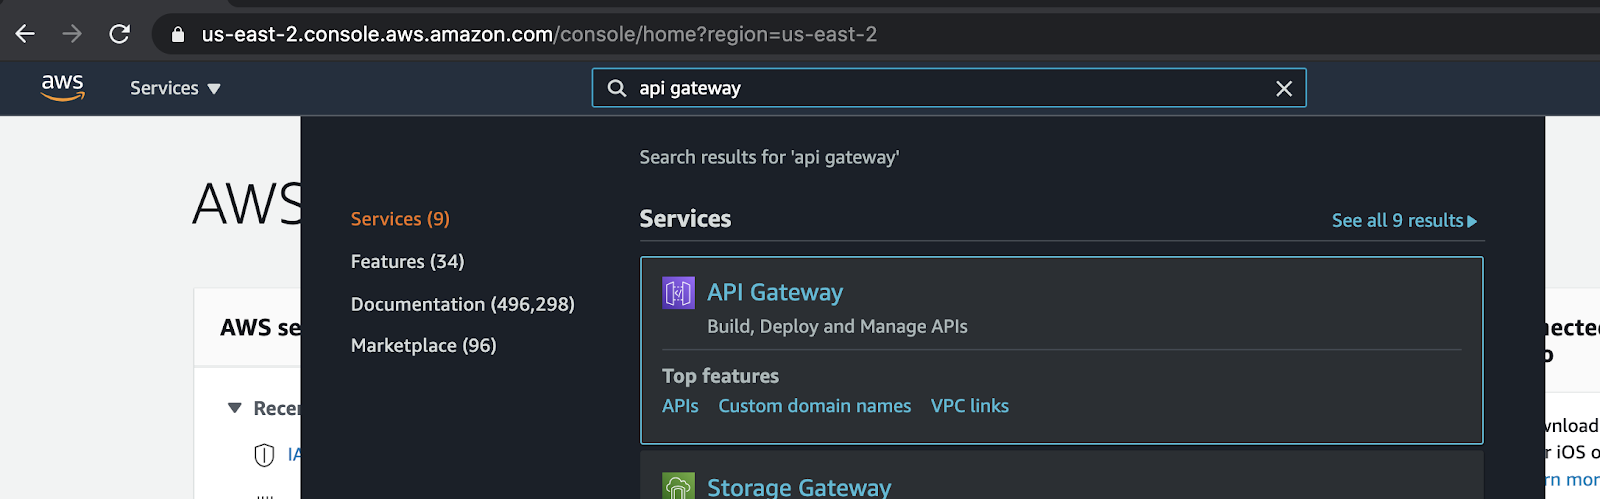 us-east-2.console.aws.amazon.com/console/home?region=us-east-2
aws
Services
api gateway
Search results for 'api gateway'
AWS
Services (9)
Features (34)
Documentation (496,298)
Marketplace (96)
Services
See all 9 results
API Gateway
Build, Deploy and Manage APIs
Top features
APIs Custom domain names VPC links
Storage Gateway
AWS se
Recen
IA
necte
o
wnload
r iOS o
rn mor